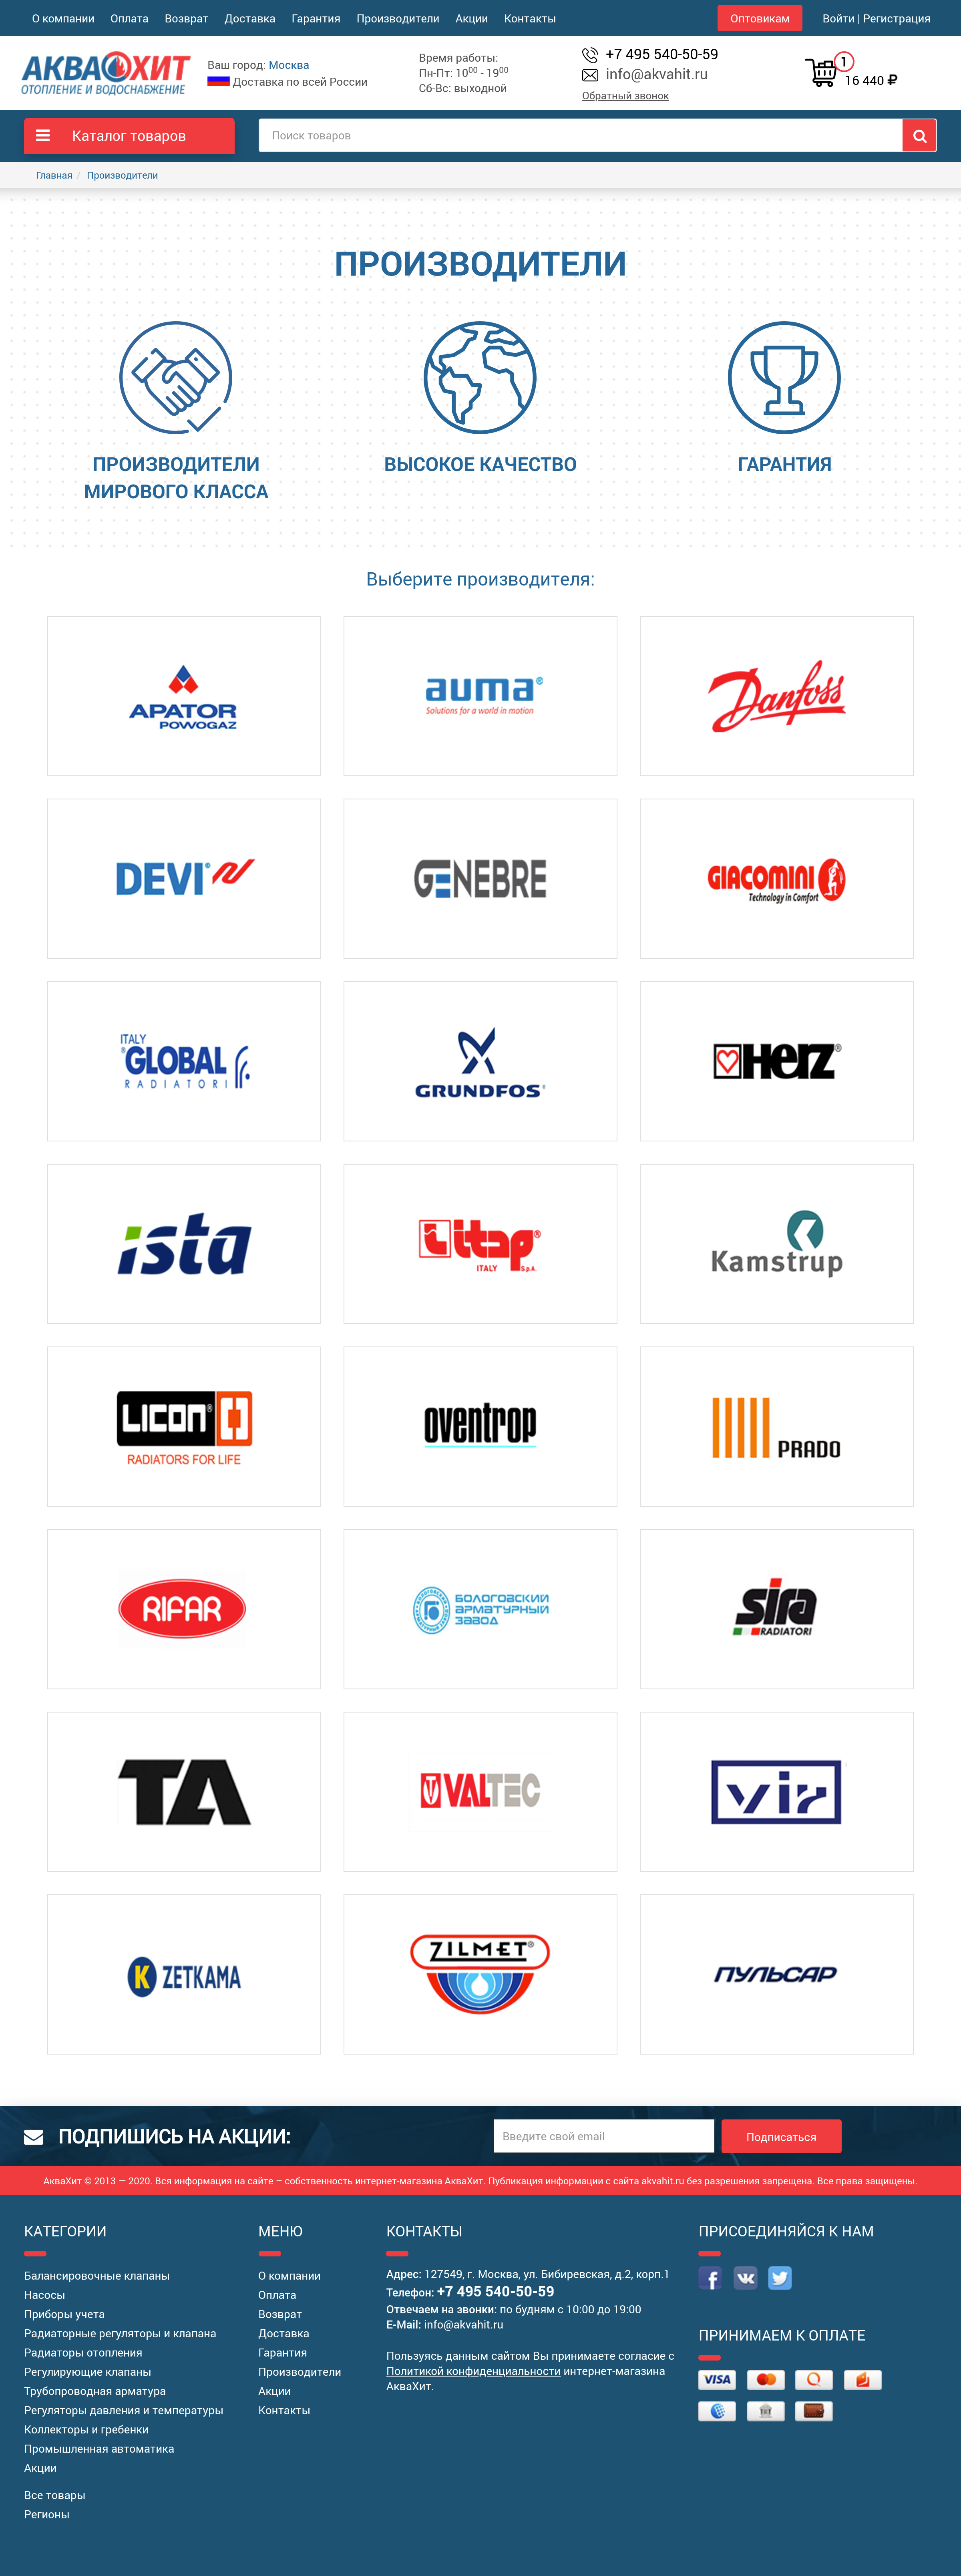 О компании Оплата Возврат Доставка Гарантия Производители Акции Контакты Оптовикам Войти | Регистрация
АКВАХИТ
ОТОПЛЕНИЕ И ВОДОСНАБЖЕНИЕ
Ваш город: Москва
Доставка по всей России
Время работы:
Пн-Пт: 10⁰⁰ - 19⁰⁰
Сб-Вс: выходной
+7 495 540-50-59
info@akvahit.ru
Обратный звонок
1
16 440 ₽
Каталог товаров
Поиск товаров
Главная / Производители
ПРОИЗВОДИТЕЛИ
ПРОИЗВОДИТЕЛИ
МИРОВОГО КЛАССА
ВЫСОКОЕ КАЧЕСТВО
ГАРАНТИЯ
Выберите производителя:
APATOR
POWOGAZ
auma®
Solutions for a world in motion
Danfoss
DEVI®
GENEBRE
GIACOMINI
Technology in Comfort
ITALY
®GLOBAL
RADIATORI
GRUNDFOS®
HERZ®
ista
itap®
ITALY S.p.A.
Kamstrup
LICON®
RADIATORS FOR LIFE
oventrop
PRADO
RIFAR
БОЛОГОВСКИЙ
АРМАТУРНЫЙ
ЗАВОД
sira
RADIATORI
TA
VALTEC
vir
K ZETKAMA
ZILMET®
ПУЛЬСАР
ПОДПИШИСЬ НА АКЦИИ:
Введите свой email
Подписаться
АкваХит © 2013 — 2020. Вся информация на сайте – собственность интернет-магазина АкваХит. Публикация информации с сайта akvahit.ru без разрешения запрещена. Все права защищены.
КАТЕГОРИИ
Балансировочные клапаны
Насосы
Приборы учета
Радиаторные регуляторы и клапана
Радиаторы отопления
Регулирующие клапаны
Трубопроводная арматура
Регуляторы давления и температуры
Коллекторы и гребенки
Промышленная автоматика
Акции
Все товары
Регионы
МЕНЮ
О компании
Оплата
Возврат
Доставка
Гарантия
Производители
Акции
Контакты
КОНТАКТЫ
Адрес: 127549, г. Москва, ул. Бибиревская, д.2, корп.1
Телефон: +7 495 540-50-59
Отвечаем на звонки: по будням с 10:00 до 19:00
E-Mail: info@akvahit.ru
Пользуясь данным сайтом Вы принимаете согласие с
Политикой конфиденциальности интернет-магазина
АкваХит.
ПРИСОЕДИНЯЙСЯ К НАМ
ПРИНИМАЕМ К ОПЛАТЕ
VISA